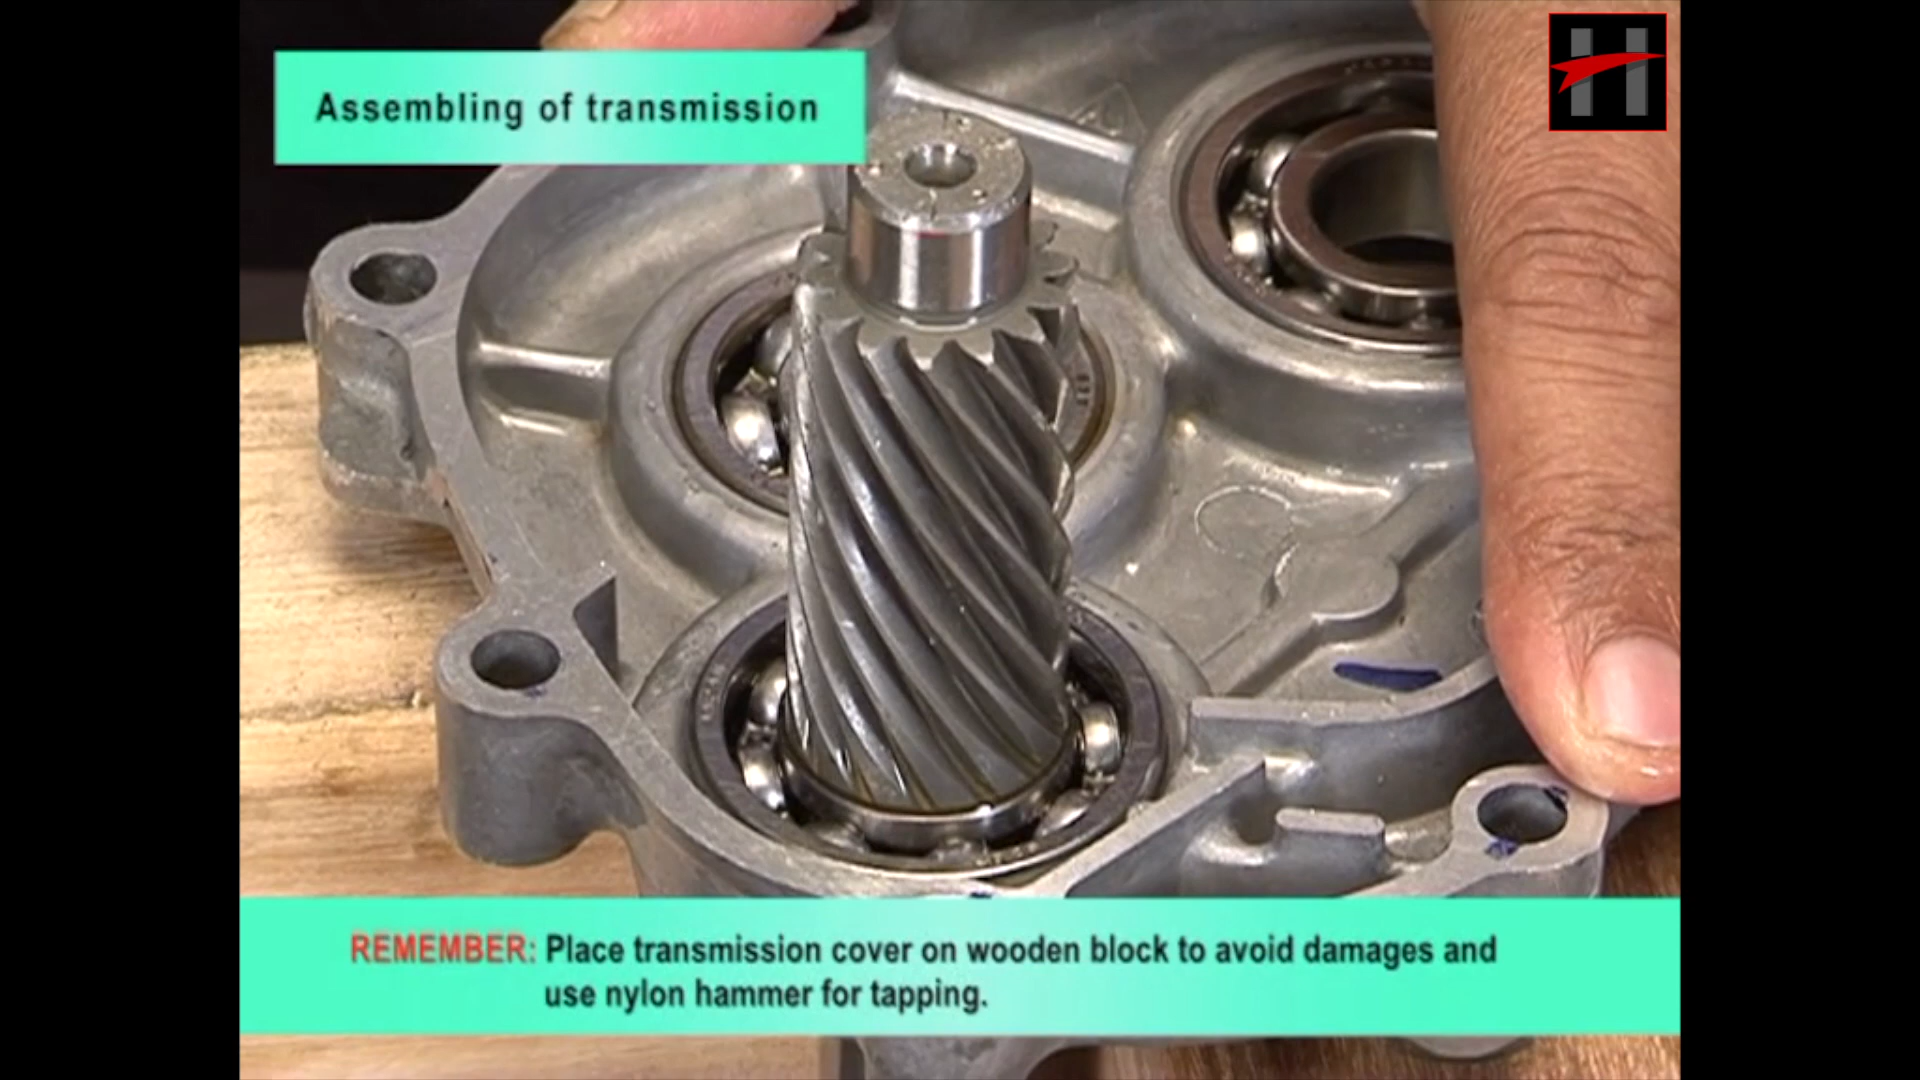 Assembling of transmission
REMEMBER: Place transmission cover on wooden block to avoid damages and
use nylon hammer for tapping.